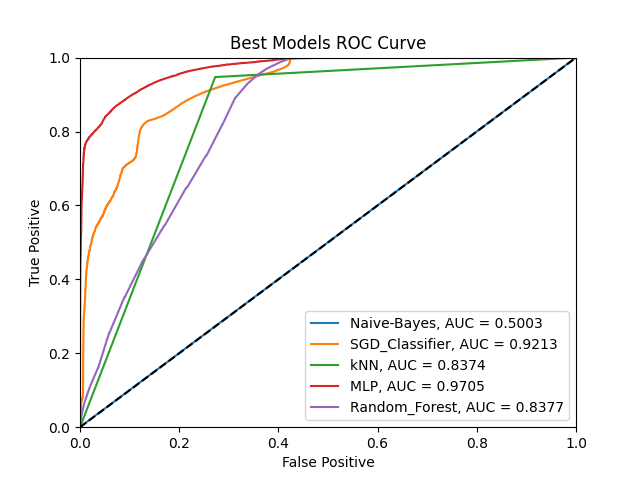 Best Models ROC Curve
1.0
0.8
0.6
0.4
0.2
0.0
True Positive
Naive-Bayes, AUC = 0.5003
SGD_Classifier, AUC = 0.9213
kNN, AUC = 0.8374
MLP, AUC = 0.9705
Random_Forest, AUC = 0.8377
0.0 0.2 0.4 0.6 0.8 1.0
False Positive